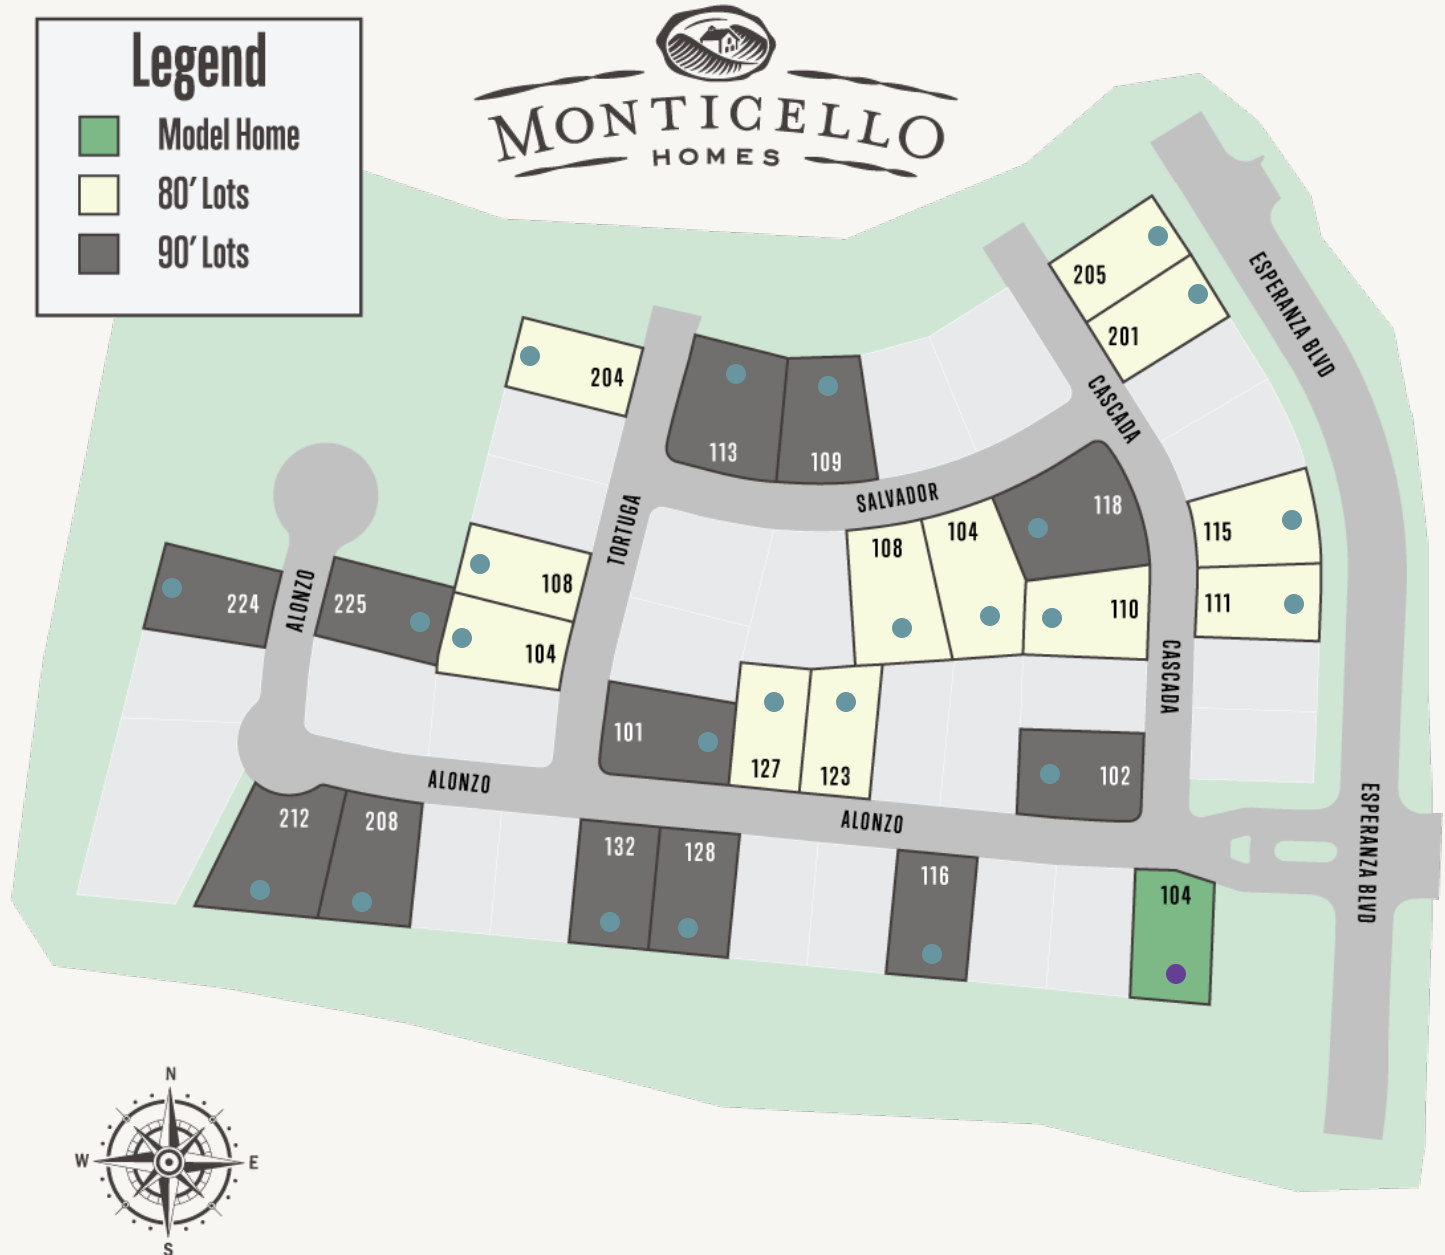 Legend
Model Home
80′ Lots
90′ Lots
MONTICELLO
HOMES
205
201
ESPERANZA BLVD
CASCADA
204
113
109
SALVADOR
118
115
111
108
104
110
TORTUGA
108
104
224
ALONZO
225
CASCADA
101
127
123
102
ALONZO
ALONZO
ESPERANZA BLVD
212
208
132
128
116
104
N
W
E
S